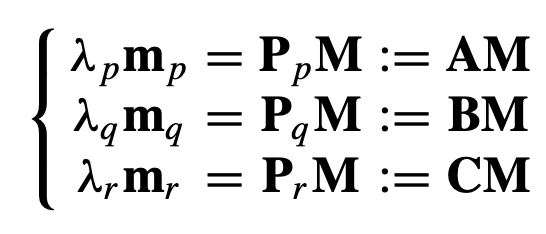 λ_p m_p = P_p M := AM
λ_q m_q = P_q M := BM
λ_r m_r = P_r M := CM